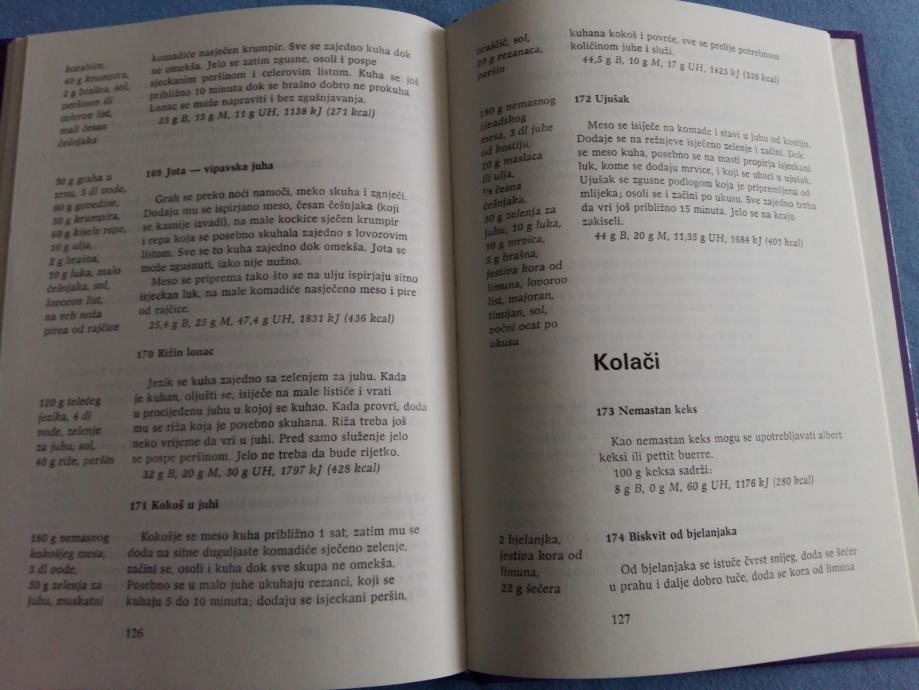 komadiće nasječen krumpir. Sve se zajedno kuha dok
ne omekša. Jelo se zatim zgusne, osoli i pospe
sjeckanim peršinom i celerovim listom. Kuha se još
približno 10 minuta dok se brašno dobro ne prokuha.
Lonac se može napraviti i bez zgušnjavanja.
23 g B, 15 g M, 11 g UH, 1138 kJ (271 kcal)
korabice,
40 g krumpira,
2 g brašna, sol,
peršinov ili
celerov list,
mali česan
češnjaka
169 Jota — vipavska juha
30 g graha u
zrnu, 3 dl vode,
90 g govedine,
50 g krumpira,
60 g kisele repe,
10 g ulja,
2 g brašna,
10 g luka, malo
češnjaka, sol,
lovorov list,
na vrh noža
pirea od rajčice
Grah se preko noći namoči, meko skuha i zgnječi.
Dodaju mu se ispirjano meso, česan češnjaka (koji
se kasnije izvadi), na male kockice sječen krumpir
i repa koja se posebno skuhala s lovorovim
listom. Sve se to kuha zajedno dok omekša. Jota se
može zgusnuti, iako nije nužno.
Meso se priprema tako što se na ulju ispirjaju sitno
isjeckan luk, na male komadiće nasječeno meso i pire
od rajčice.
25,4 g B, 25 g M, 47,4 g UH, 1831 kJ (436 kcal)
170 Rižin lonac
120 g telećeg
jezika, 4 dl
vode, zelenje
za juhu, sol,
40 g riže, peršin
Jezik se kuha zajedno sa zelenjem za juhu. Kada
je kuhan, oljušti se, isiječe na male listiće i vrati
u procijeđenu juhu u kojoj se kuhao. Kada provri, doda
mu se riža koja je posebno skuhana. Riža treba još
neko vrijeme da vri u juhi. Pred samo služenje jelo
se pospe peršinom. Jelo ne treba da bude rijetko.
32 g B, 20 g M, 30 g UH, 1797 kJ (428 kcal)
171 Kokoš u juhi
180 g nemasnog
kokošjeg mesa,
3 dl vode,
50 g zelenja za
juhu, muskatni
Kokošje se meso kuha približno 1 sat, zatim mu se
doda na sitne duguljaste komadiće sječeno zelenje,
začini se, osoli i kuha dok sve skupa ne omekša.
Posebno se u malo juhe ukuhaju rezanci, koji se
kuhaju 5 do 10 minuta; dodaju se isjeckani peršin,
126
oraščić, sol,
20 g rezanaca,
peršin
kuhana kokoš i povrće, sve se prelije potrebnom
količinom juhe i služi.
44,5 g B, 10 g M, 17 g UH, 1423 kJ (339 kcal)
172 Ujušak
180 g nemasnog
mesa, 3 dl juhe
od kostiju,
10 g maslaca
ili ulja,
česna
češnjaka,
30 g zelenja za
juhu, 10 g luka,
10 g mrvica,
5 g brašna,
jestiva kora od
limuna, lovorov
list, majoran,
timijan, sol,
voćni ocat po
ukusu
Meso se isiječe na komade i stavi u juhu od kostiju.
Dodaje se na režnjeve isječeno zelenje i začini. Dok
se meso kuha, posebno se na masti propirja isjeckani
luk, kome se dodaju mrvice, i koji se uboci u ujušak.
Ujušak se zgusne podlogom koja je pripremljena od
mlijeka; osoli se i začini po ukusu. Sve zajedno treba
da vri još približno 15 minuta. Jelo se na kraju
zakiseli.
44 g B, 20 g M, 11,35 g UH, 1684 kJ (401 kcal)
Kolači
173 Nemastan keks
Kao nemastan keks mogu se upotrebljavati albert
keksi ili pettit buerre.
100 g keksa sadrži:
8 g B, 0 g M, 60 g UH, 1176 kJ (280 kcal)
174 Biskvit od bjelanjaka
2 bjelanjka,
jestiva kora od
limuna,
22 g šećera
Od bjelanjaka se istuče čvrst snijeg, doda se šećer
u prahu i dalje dobro tuče, doda se kora od limuna
127